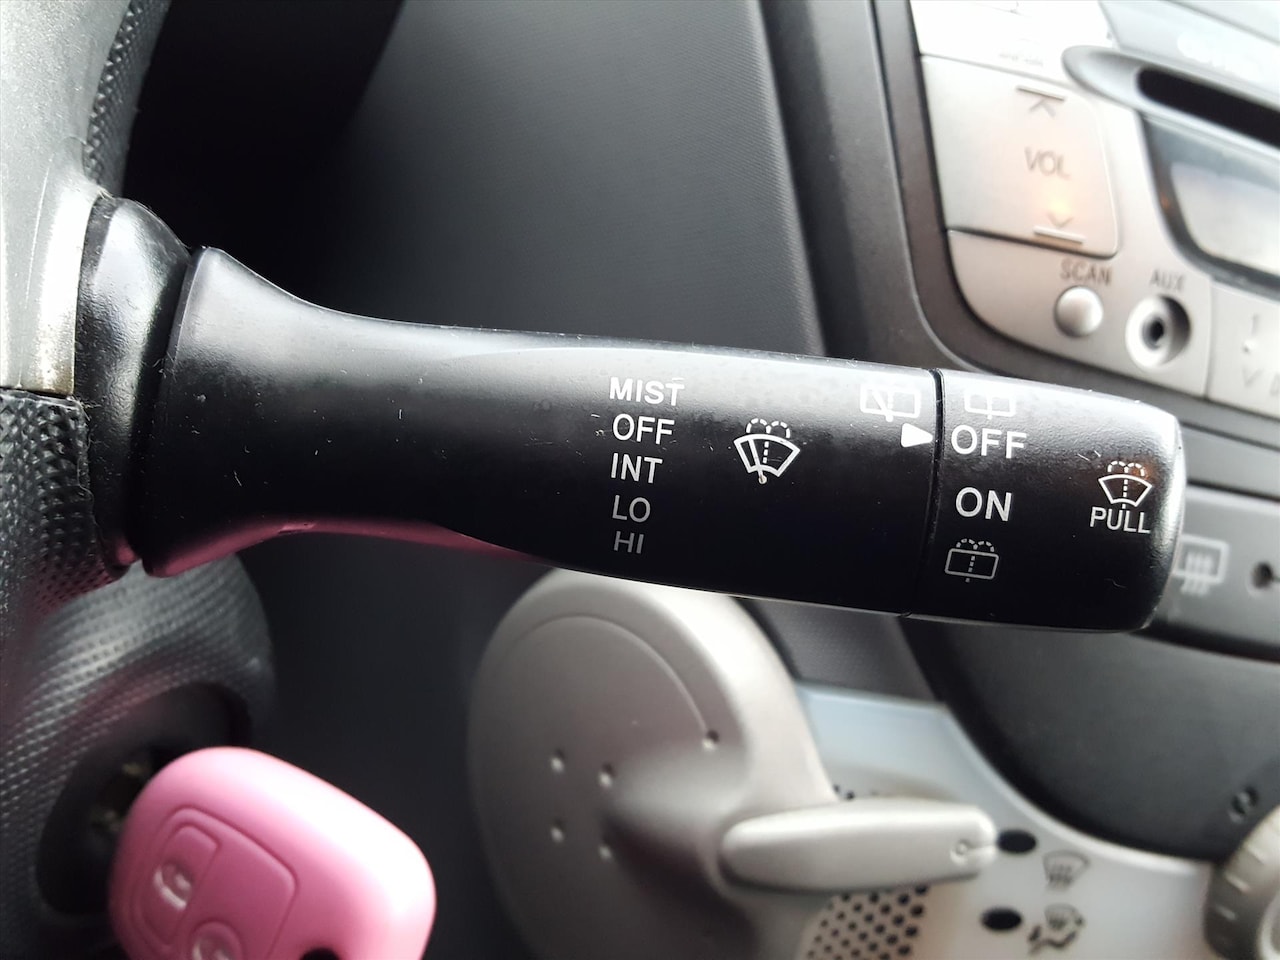 VOL
SCAN
AUX
MIST
OFF
INT
LO
HI
OFF
ON
PULL